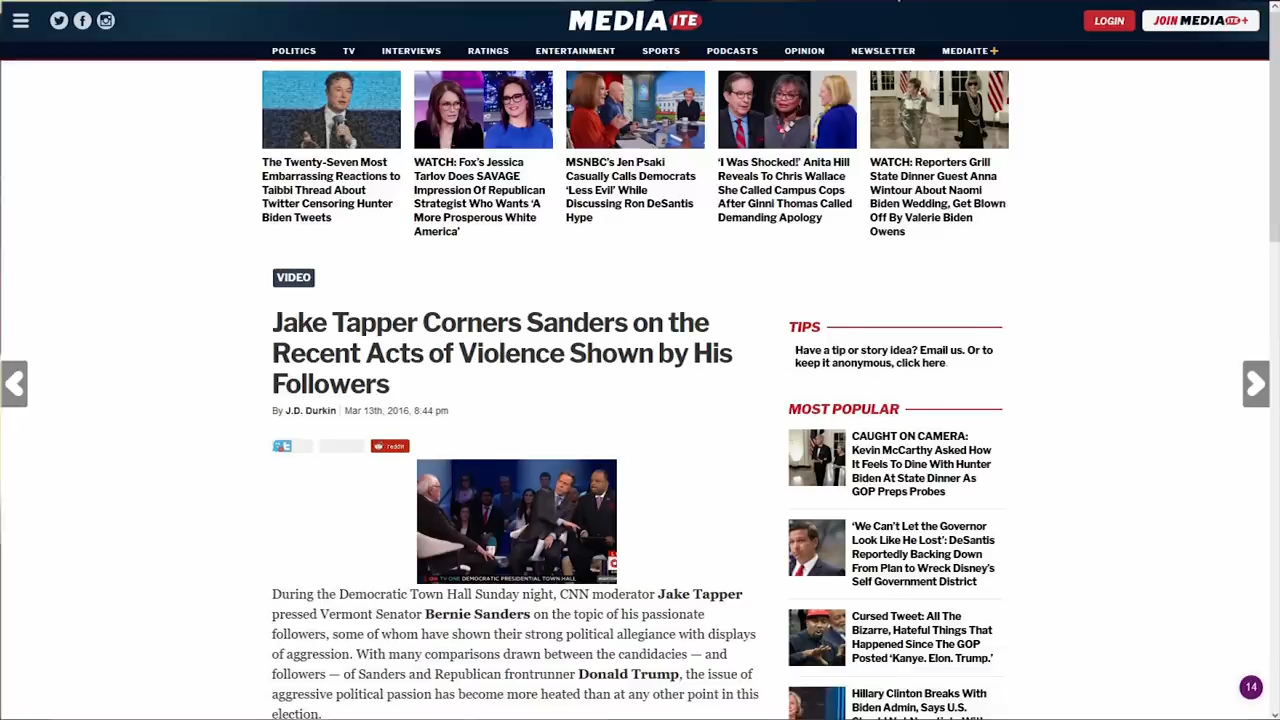 MEDIAITE
LOGIN
JOIN MEDIAITE+
POLITICS
TV
INTERVIEWS
RATINGS
ENTERTAINMENT
SPORTS
PODCASTS
OPINION
NEWSLETTER
MEDIAITE+
The Twenty-Seven Most
Embarrassing Reactions to
Taibbi Thread About
Twitter Censoring Hunter
Biden Tweets
WATCH: Fox's Jessica
Tarlov Does SAVAGE
Impression Of Republican
Strategist Who Wants 'A
More Prosperous White
America'
MSNBC's Jen Psaki
Casually Calls Democrats
'Less Evil' While
Discussing Ron DeSantis
Hype
'I Was Shocked!' Anita Hill
Reveals To Chris Wallace
She Called Campus Cops
After Ginni Thomas Called
Demanding Apology
WATCH: Reporters Grill
State Dinner Guest Anna
Wintour About Naomi
Biden Wedding, Get Blown
Off By Valerie Biden
Owens
VIDEO
Jake Tapper Corners Sanders on the
Recent Acts of Violence Shown by His
Followers
By J.D. Durkin | Mar 13th, 2016, 8:44 pm
reddit
TV ONE DEMOCRATIC PRESIDENTIAL TOWN HALL
During the Democratic Town Hall Sunday night, CNN moderator Jake Tapper
pressed Vermont Senator Bernie Sanders on the topic of his passionate
followers, some of whom have shown their strong political allegiance with displays
of aggression. With many comparisons drawn between the candidacies — and
followers — of Sanders and Republican frontrunner Donald Trump, the issue of
aggressive political passion has become more heated than at any other point in this
election.
TIPS
Have a tip or story idea? Email us. Or to
keep it anonymous, click here.
MOST POPULAR
CAUGHT ON CAMERA:
Kevin McCarthy Asked How
It Feels To Dine With Hunter
Biden At State Dinner As
GOP Preps Probes
'We Can't Let the Governor
Look Like He Lost': DeSantis
Reportedly Backing Down
From Plan to Wreck Disney's
Self Government District
Cursed Tweet: All The
Bizarre, Hateful Things That
Happened Since The GOP
Posted 'Kanye. Elon. Trump.'
Hillary Clinton Breaks With
Biden Admin, Says U.S.
14